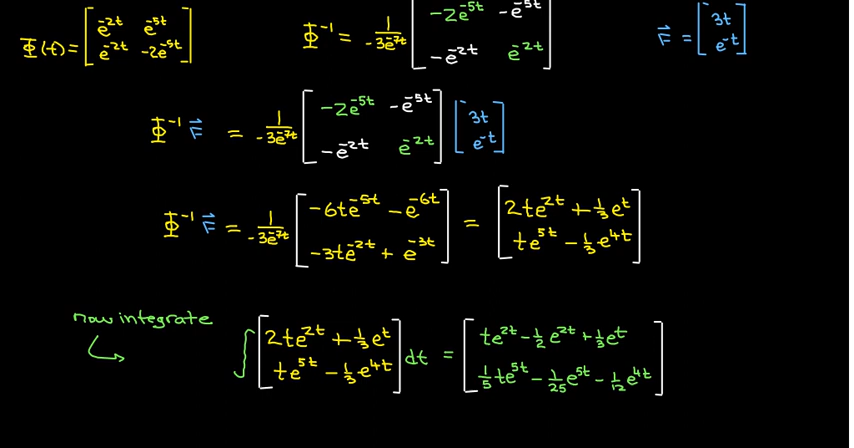 Φ(t) = [e^{-2t} e^{-5t}; e^{-2t} -2e^{-5t}]
Φ^{-1} = 1/(-3e^{-7t}) [-2e^{-5t} -e^{-5t}; -e^{-2t} e^{-2t}]
F⃗ = [3t; e^{-t}]
Φ^{-1} F⃗ = 1/(-3e^{-7t}) [-2e^{-5t} -e^{-5t}; -e^{-2t} e^{-2t}] [3t; e^{-t}]
Φ^{-1} F⃗ = 1/(-3e^{-7t}) [-6te^{-5t} - e^{-6t}; -3te^{-2t} + e^{-3t}] = [2te^{2t} + 1/3 e^{t}; te^{5t} - 1/3 e^{4t}]
now integrate
∫ [2te^{2t} + 1/3 e^{t}; te^{5t} - 1/3 e^{4t}] dt = [te^{2t} - 1/2 e^{2t} + 1/3 e^{t}; 1/5 te^{5t} - 1/25 e^{5t} - 1/12 e^{4t}]